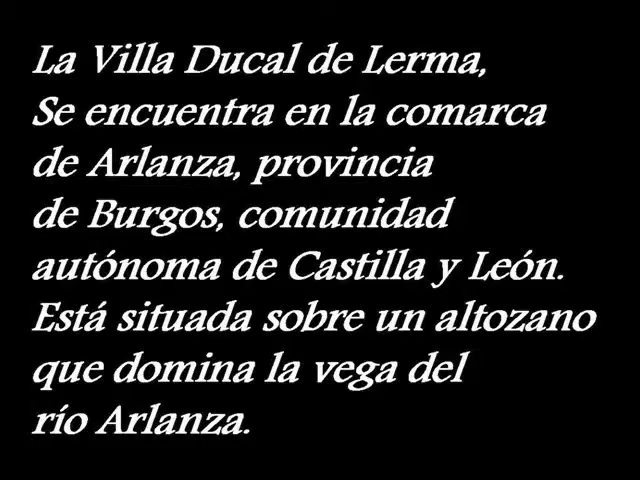 La Villa Ducal de Lerma,
Se encuentra en la comarca
de Arlanza, provincia
de Burgos, comunidad
autónoma de Castilla y León.
Está situada sobre un altozano
que domina la vega del
río Arlanza.